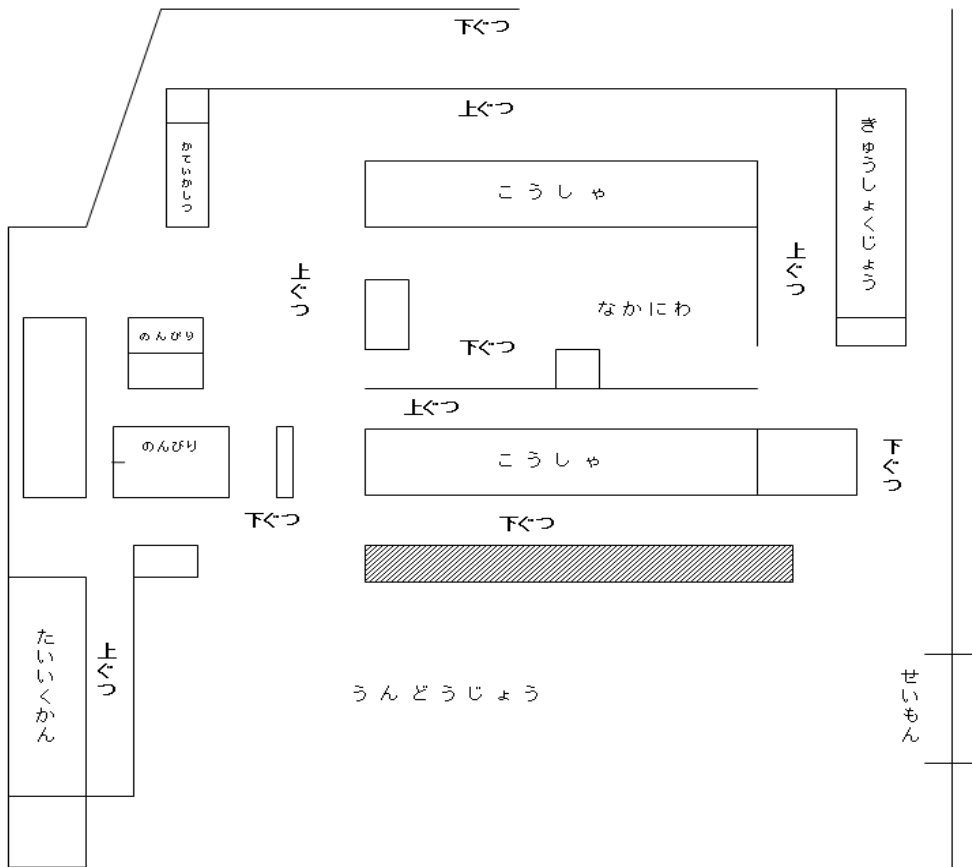 下ぐつ
上ぐつ
きゅうしょくじょう
かていかしつ
こうしゃ
上ぐつ
上ぐつ
なかにわ
のんびり
下ぐつ
上ぐつ
のんびり
こうしゃ
下ぐつ
下ぐつ
下ぐつ
たいいくかん
上ぐつ
うんどうじょう
せいもん